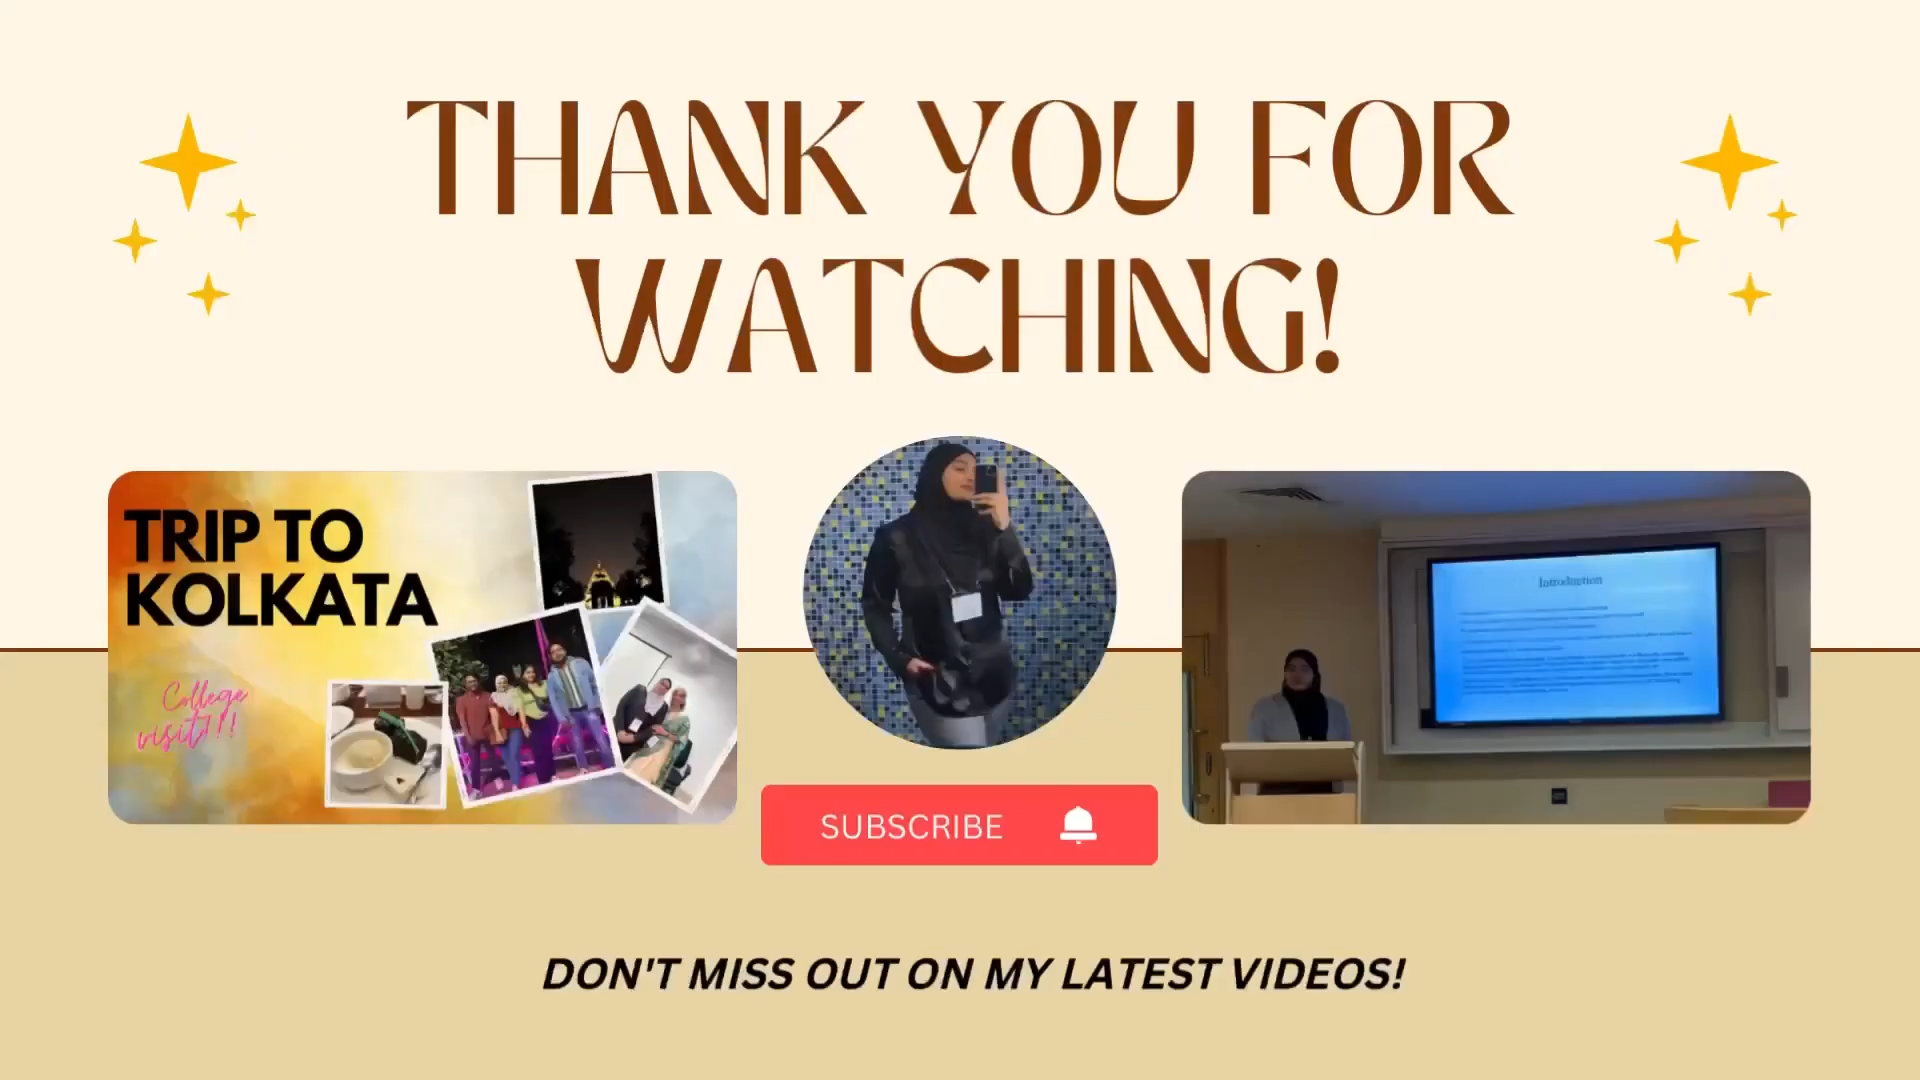 THANK YOU FOR
WATCHING!
TRIP TO
KOLKATA
College
visit!!!
Introduction
SUBSCRIBE
DON'T MISS OUT ON MY LATEST VIDEOS!